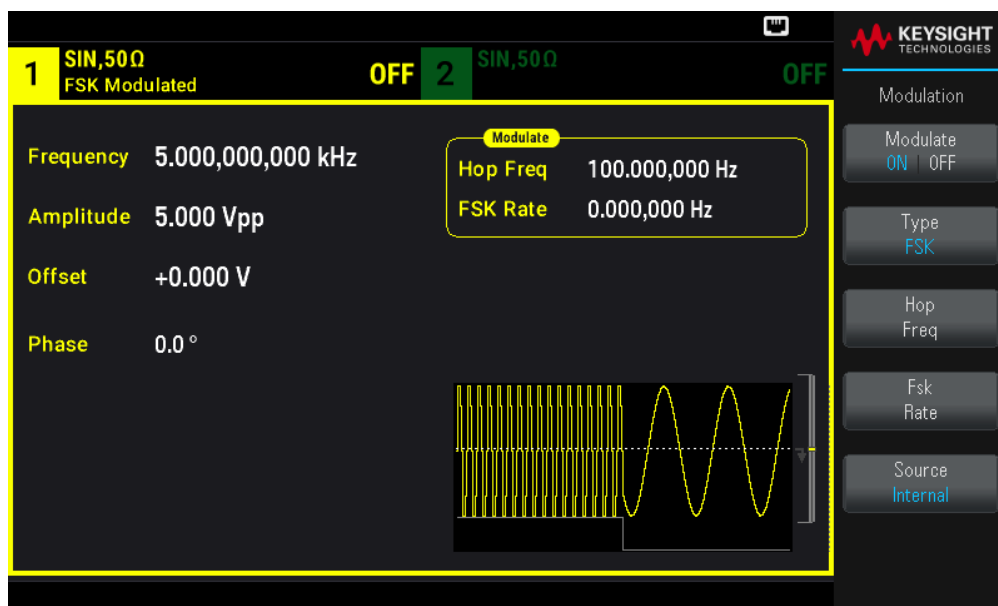 KEYSIGHT
TECHNOLOGIES
1 SIN,50Ω
FSK Modulated
OFF
2 SIN,50Ω
OFF
Frequency 5.000,000,000 kHz
Amplitude 5.000 Vpp
Offset +0.000 V
Phase 0.0 °
Modulate
Hop Freq 100.000,000 Hz
FSK Rate 0.000,000 Hz
Modulation
Modulate
ON | OFF
Type
FSK
Hop
Freq
Fsk
Rate
Source
Internal